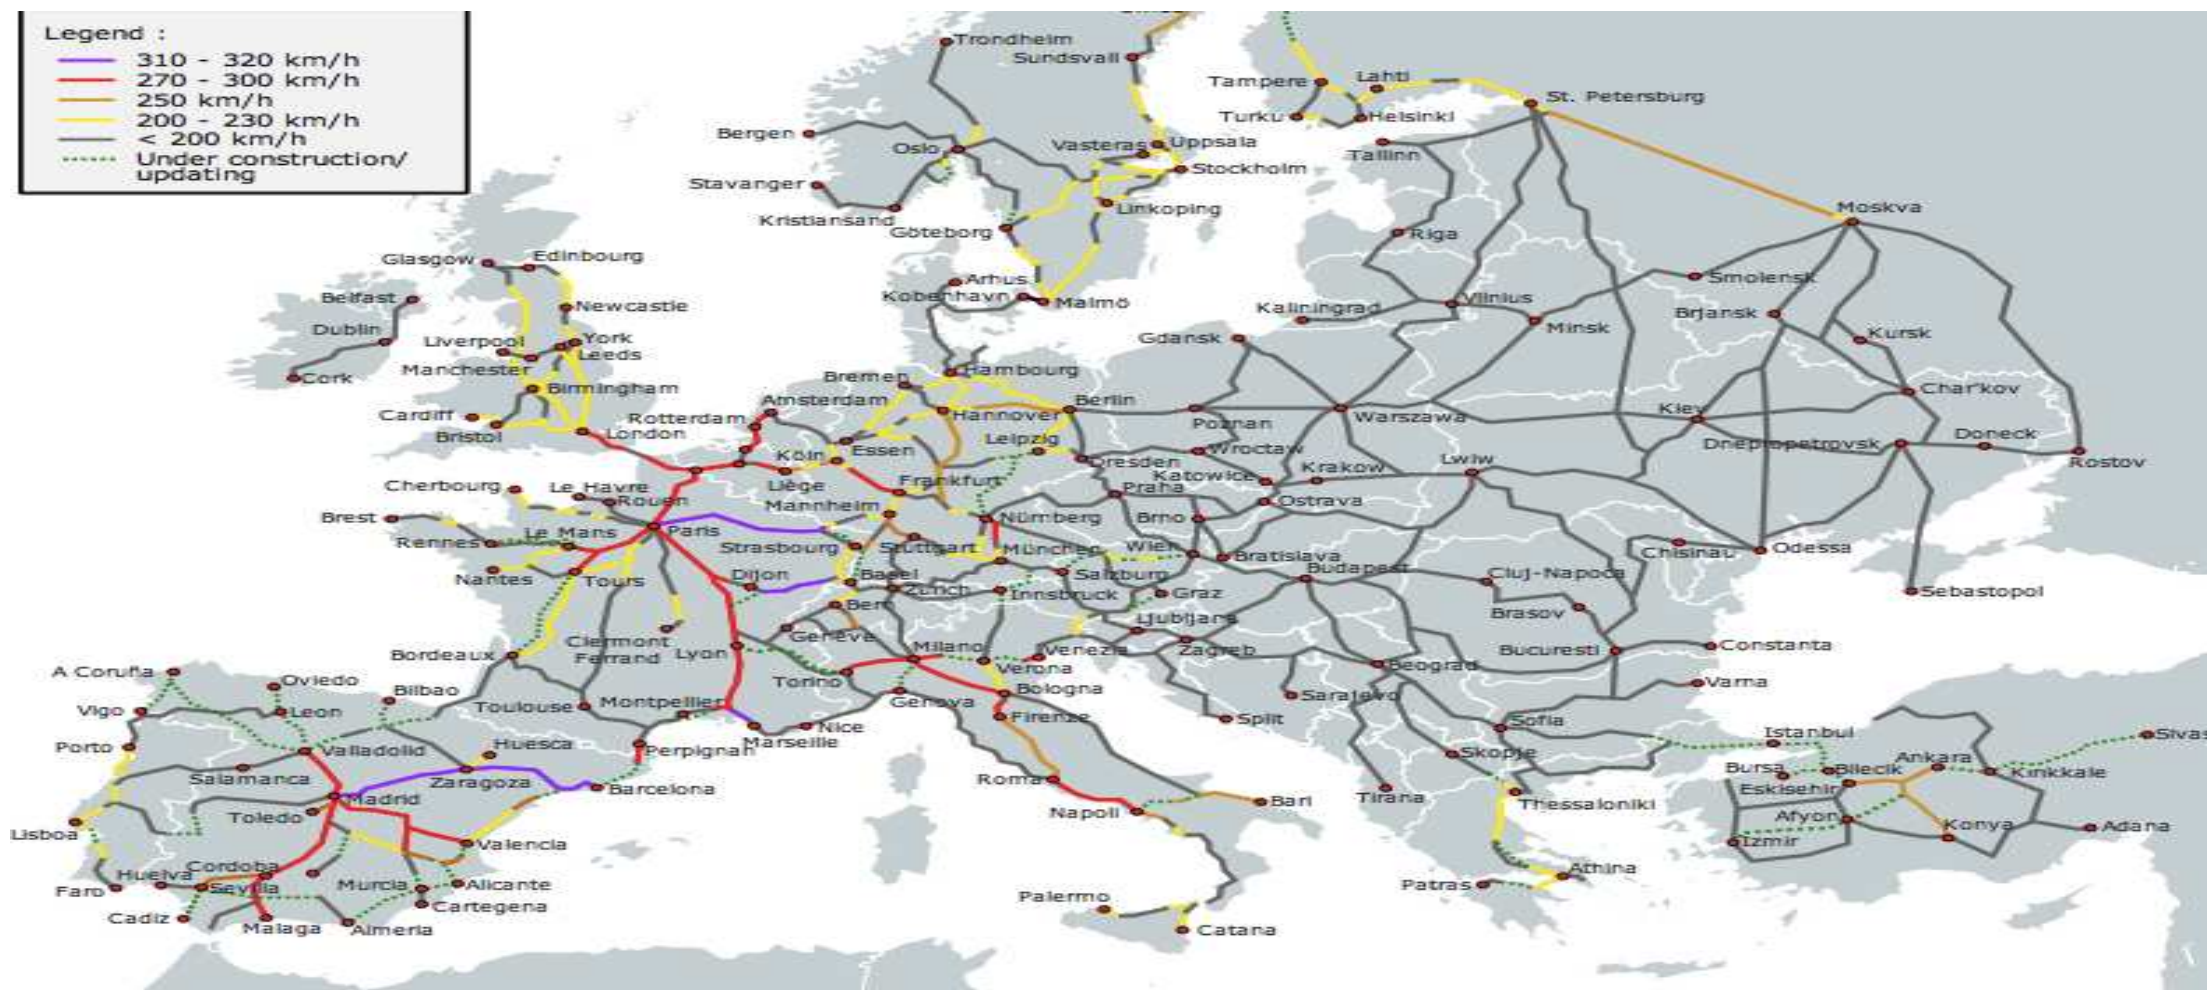 Legend :
310 - 320 km/h
270 - 300 km/h
250 km/h
200 - 230 km/h
< 200 km/h
Under construction/
updating
Trondheim
Sundsvall
Tampere
Lahti
St. Petersburg
Turku
Helsinki
Bergen
Oslo
Vasteras
Uppsala
Tallinn
Stockholm
Stavanger
Kristiansand
Linkoping
Göteborg
Moskva
Riga
Glasgow
Edinbourg
Arhus
Smolensk
Belfast
Newcastle
Kobenhavn
Malmö
Kaliningrad
Vilnius
Minsk
Brjansk
Dublin
Liverpool
York
Leeds
Gdansk
Kursk
Cork
Manchester
Birmingham
Bremen
Hambourg
Char'kov
Cardiff
Bristol
London
Rotterdam
Amsterdam
Hannover
Berlin
Poznan
Warszawa
Kiev
Köln
Essen
Leipzig
Dresden
Wroctaw
Dnepropetrovsk
Doneck
Rostov
Cherbourg
Le Havre
Rouen
Liège
Frankfurt
Praha
Katowice
Krakow
Lwiw
Brest
Rennes
Le Mans
Paris
Mannheim
Nürnberg
Brno
Ostrava
Nantes
Tours
Strasbourg
Stuttgart
München
Wien
Bratislava
Chisinau
Odessa
Dijon
Basel
Zurich
Salzburg
Innsbruck
Graz
Budapest
Cluj-Napoca
Sebastopol
Bern
Brasov
Clermont
Ferrand
Genève
Ljubljana
Bordeaux
Lyon
Milano
Verona
Venezia
Zagreb
Beograd
Bucuresti
Constanta
A Coruña
Oviedo
Bilbao
Torino
Bologna
Varna
Vigo
Leon
Toulouse
Montpellier
Genova
Firenze
Sarajevo
Split
Sofia
Porto
Valladolid
Huesca
Perpignan
Marseille
Nice
Istanbul
Sivas
Salamanca
Zaragoza
Barcelona
Roma
Skopje
Bursa
Bilecik
Ankara
Kinkkale
Madrid
Toledo
Napoli
Bari
Tirana
Thessaloniki
Eskisehir
Lisboa
Valencia
Afyon
Konya
Adana
Izmir
Cordoba
Huelva
Sevilla
Murcia
Alicante
Athina
Faro
Cartegena
Patras
Palermo
Cadiz
Malaga
Almeria
Catana